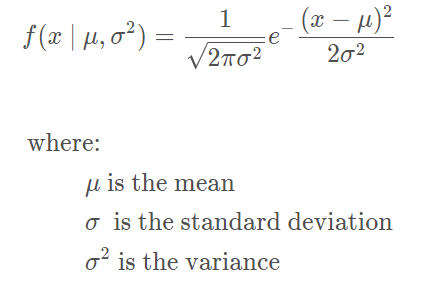 f(x | μ, σ²) = 1/√(2πσ²) e⁻ (x − μ)²/2σ²
where:
μ is the mean
σ is the standard deviation
σ² is the variance